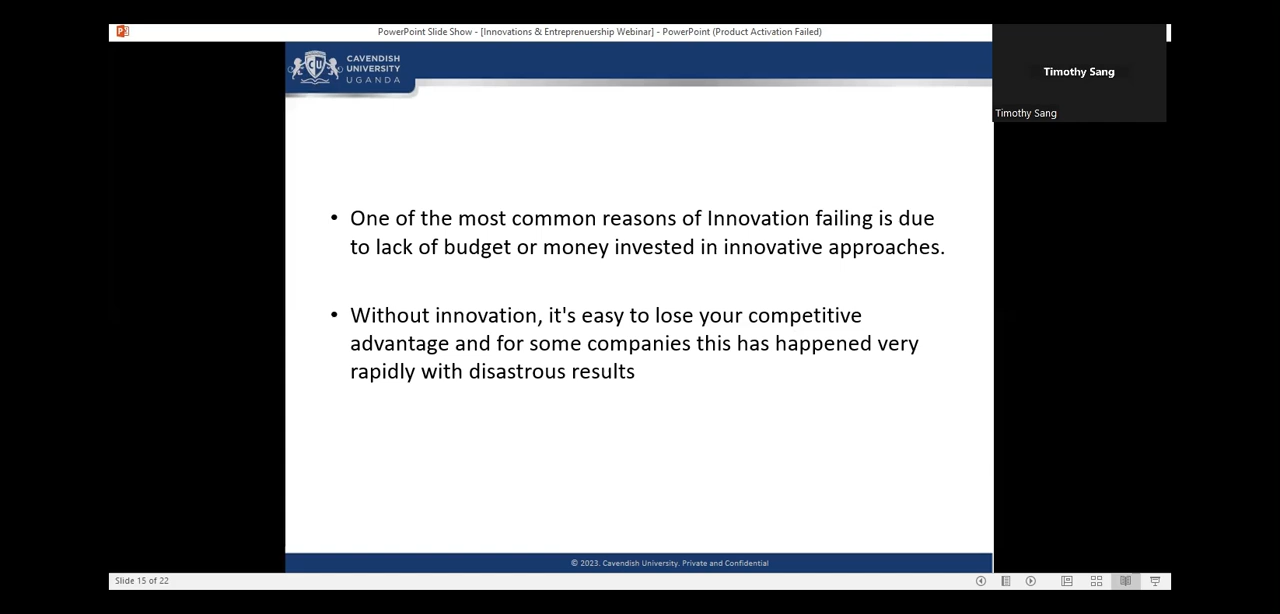 PowerPoint Slide Show - [Innovations & Entreprenuership Webinar] - PowerPoint (Product Activation Failed)
CU
CAVENDISH
UNIVERSITY
UGANDA
Timothy Sang
Timothy Sang
• One of the most common reasons of Innovation failing is due
to lack of budget or money invested in innovative approaches.
• Without innovation, it's easy to lose your competitive
advantage and for some companies this has happened very
rapidly with disastrous results
© 2023. Cavendish University. Private and Confidential
Slide 15 of 22